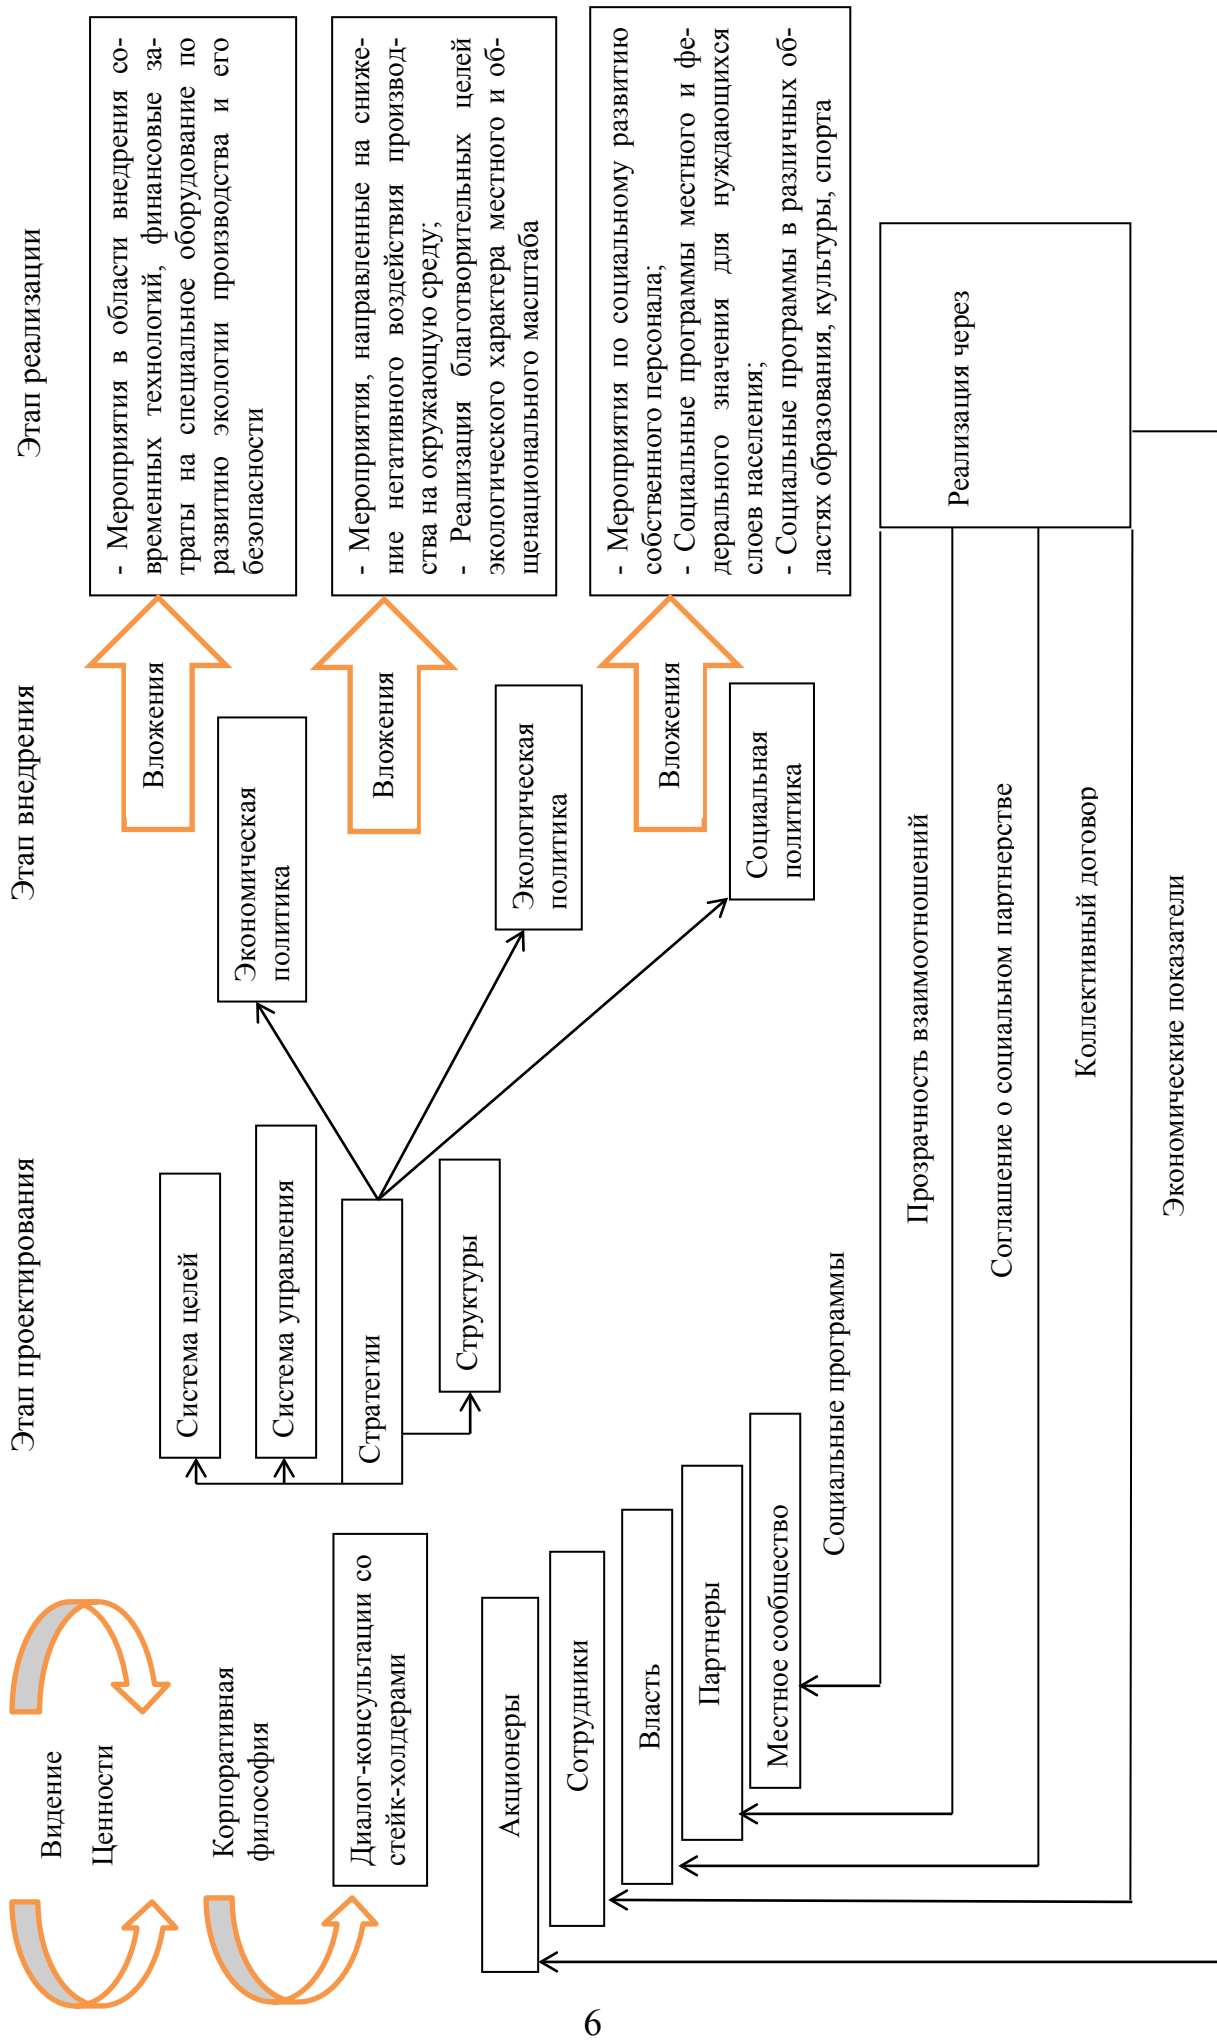 Этап проектирования
Этап внедрения
Этап реализации
Видение
Ценности
Корпоративная
философия
Диалог-консультации со
стейк-холдерами
Система целей
Система управления
Стратегии
Структуры
Экономическая
политика
Экологическая
политика
Социальная
политика
Вложения
Вложения
Вложения
- Мероприятия в области внедрения со-
временных технологий, финансовые за-
траты на специальное оборудование по
развитию экологии производства и его
безопасности
- Мероприятия, направленные на сниже-
ние негативного воздействия производ-
ства на окружающую среду;
- Реализация благотворительных целей
экологического характера местного и об-
щенационального масштаба
- Мероприятия по социальному развитию
собственного персонала;
- Социальные программы местного и фе-
дерального значения для нуждающихся
слоев населения;
- Социальные программы в различных об-
ластях образования, культуры, спорта
Акционеры
Сотрудники
Власть
Партнеры
Местное сообщество
Социальные программы
Прозрачность взаимоотношений
Соглашение о социальном партнерстве
Коллективный договор
Экономические показатели
Реализация через
6